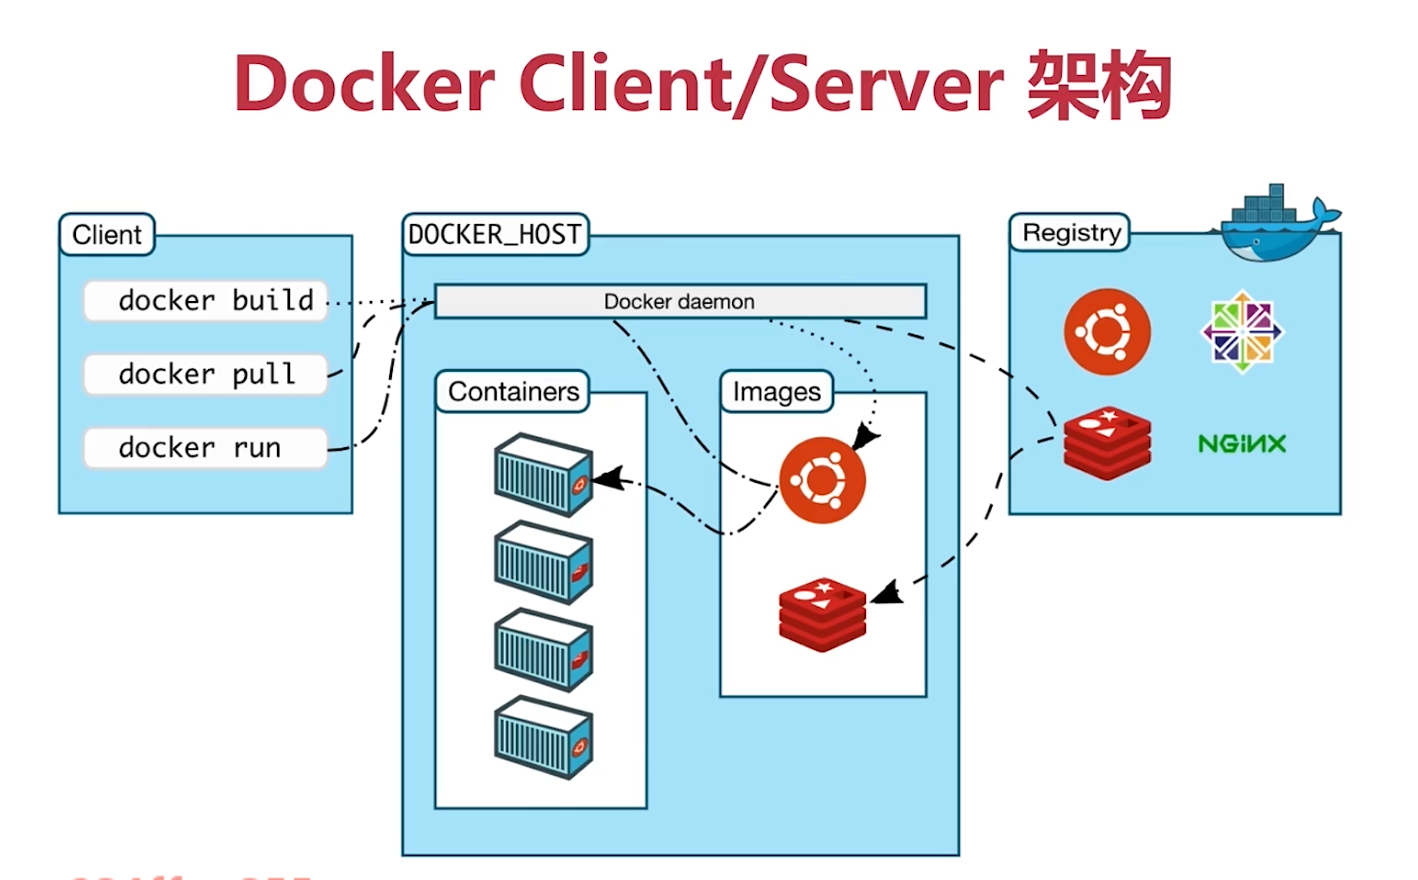 Docker Client/Server 架构
Client
docker build
docker pull
docker run
DOCKER_HOST
Docker daemon
Containers
Images
Registry
NGiNX